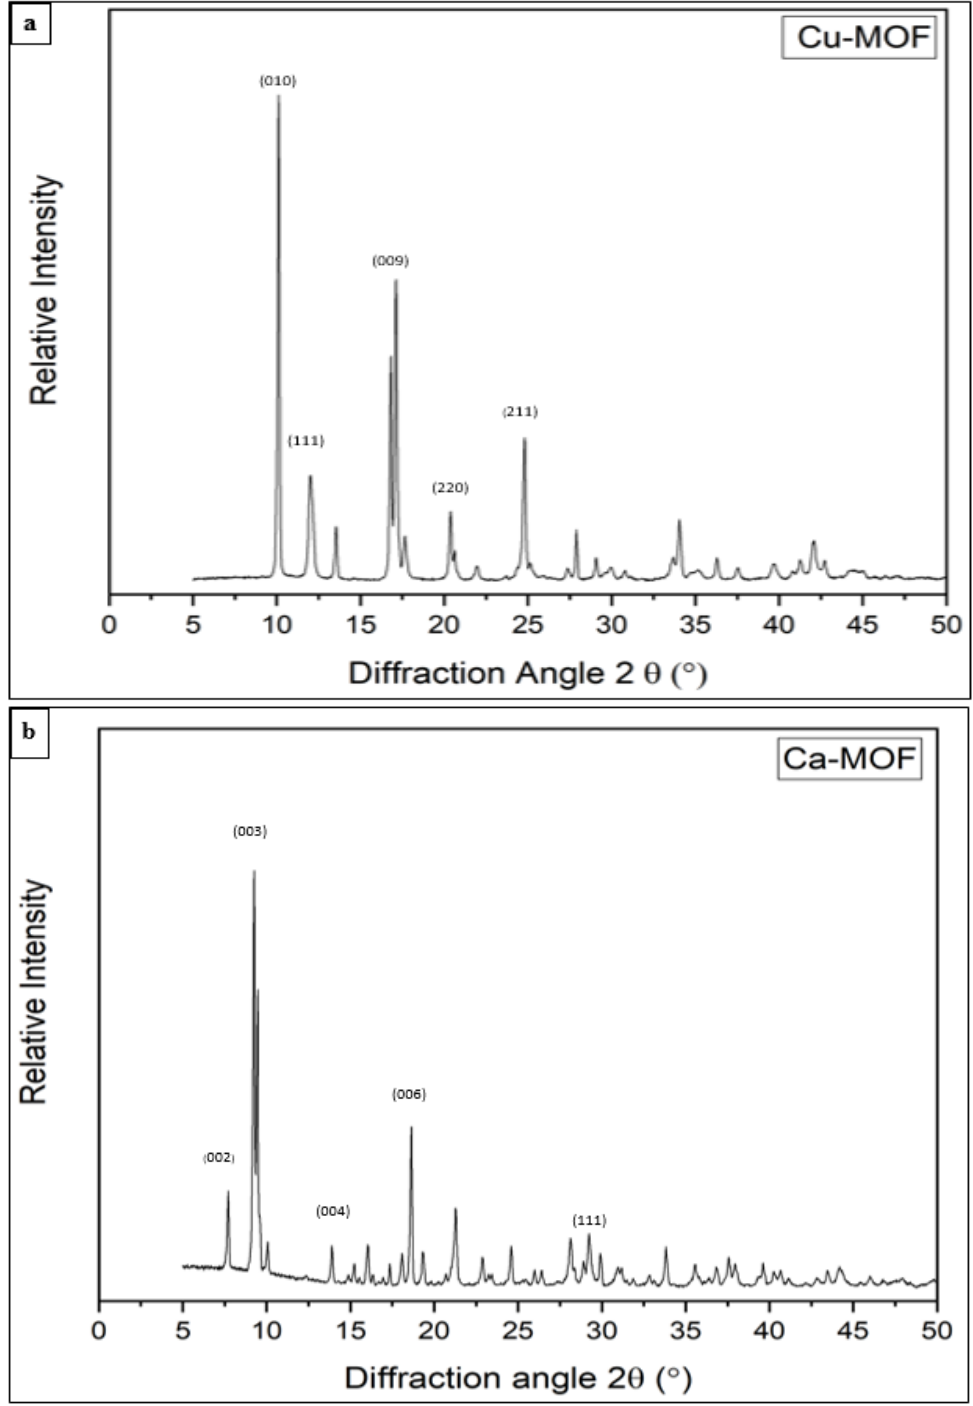 a
Cu-MOF
(010)
(009)
(211)
(111)
(220)
Relative Intensity
0 5 10 15 20 25 30 35 40 45 50
Diffraction Angle 2 θ (°)
b
Ca-MOF
(003)
(006)
(002)
(004)
(111)
Relative Intensity
0 5 10 15 20 25 30 35 40 45 50
Diffraction angle 2θ (°)